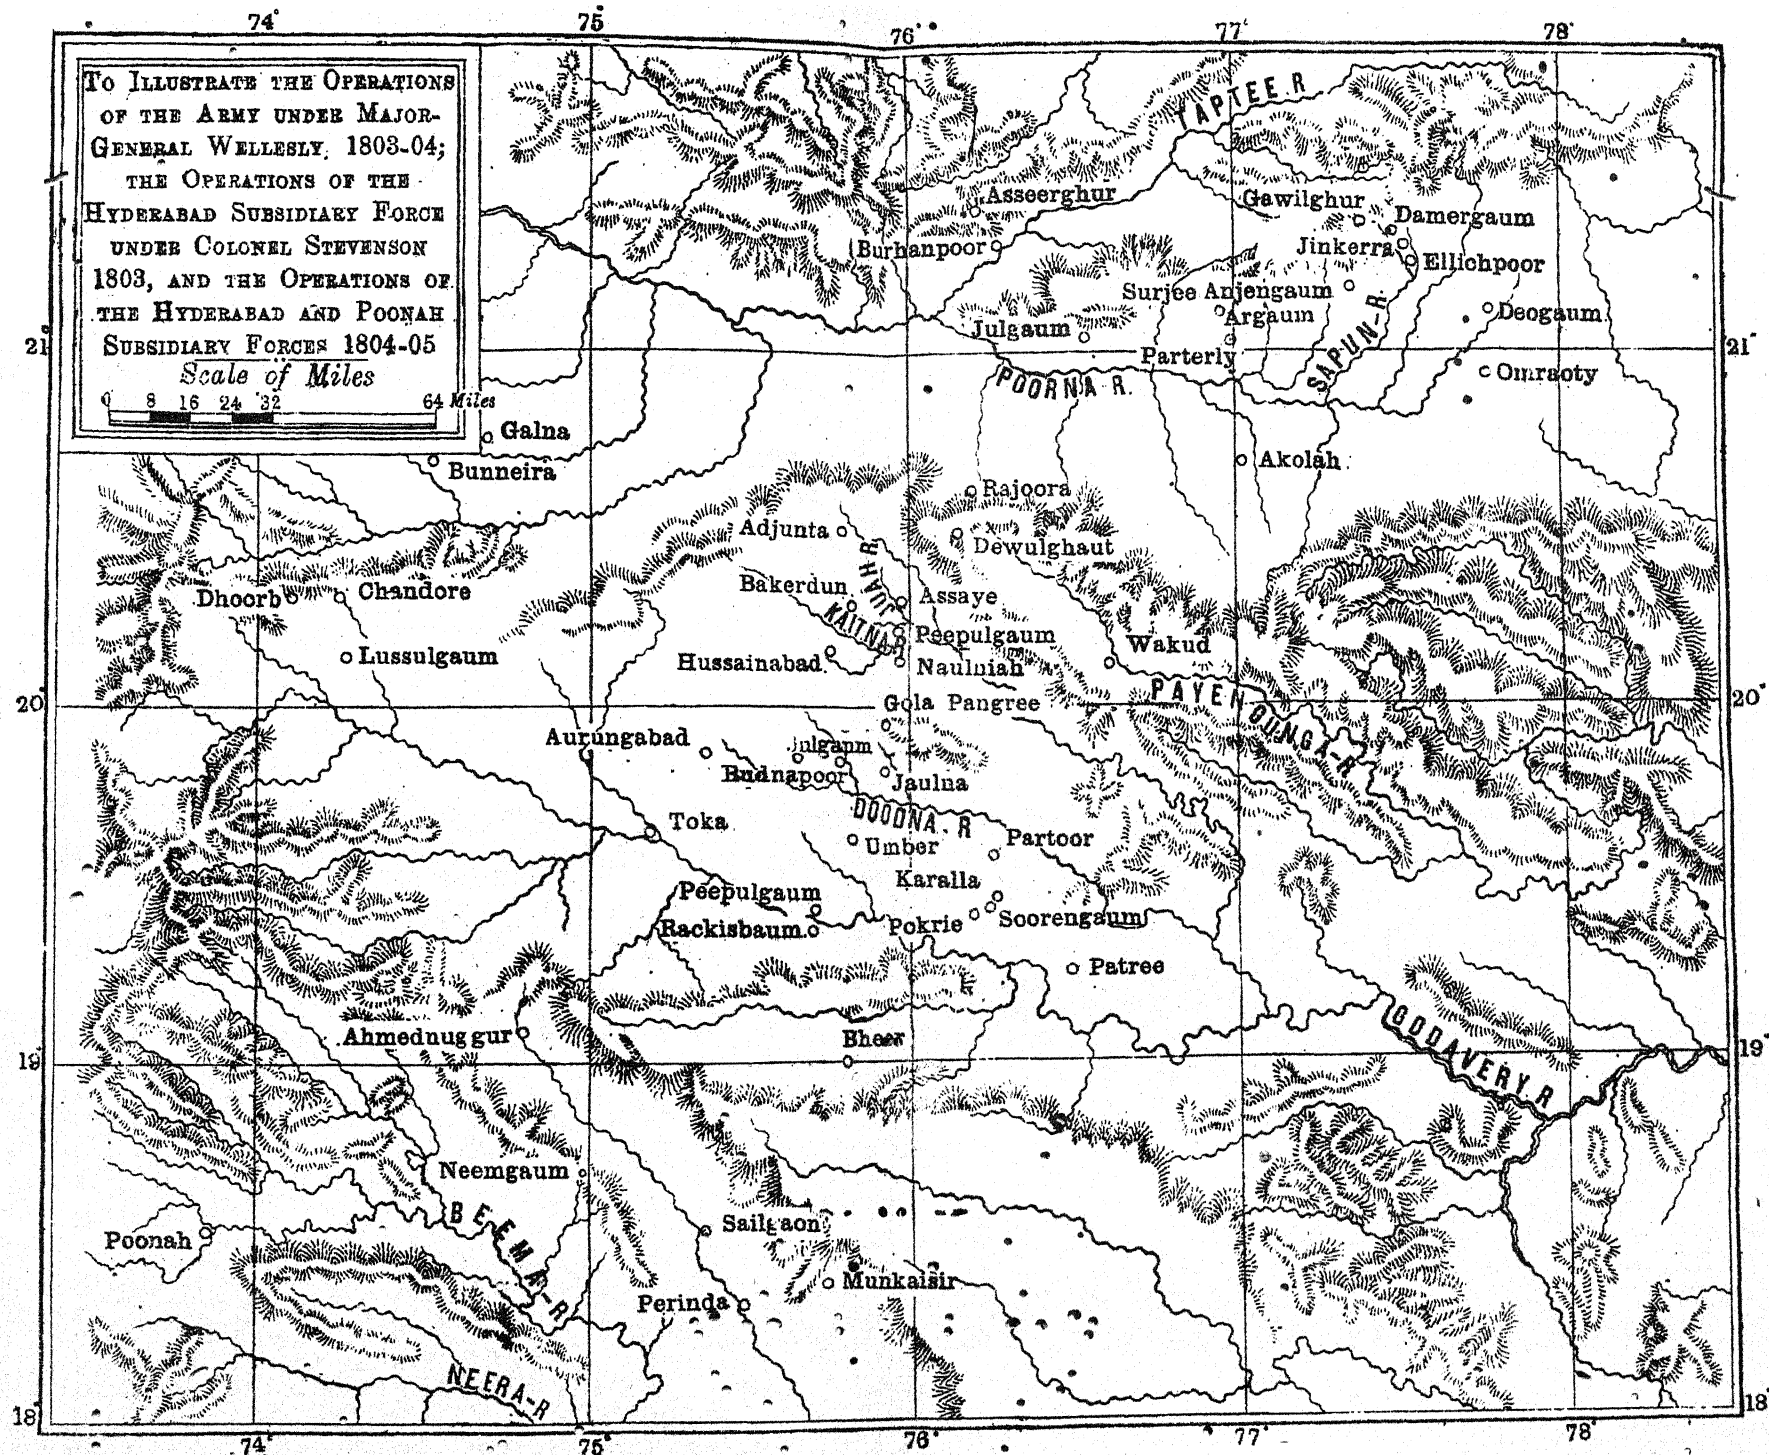 74°
75°
76°
77°
78°
TO ILLUSTRATE THE OPERATIONS
OF THE ARMY UNDER MAJOR-
GENERAL WELLESLY, 1803-04;
THE OPERATIONS OF THE
HYDERABAD SUBSIDIARY FORCE
UNDER COLONEL STEVENSON
1803, AND THE OPERATIONS OF
THE HYDERABAD AND POONAH
SUBSIDIARY FORCES 1804-05
Scale of Miles
0 8 16 24 32 64 Miles
TAPTEE R
Asseerghur
Gawilghur
Damergaum
Burhanpoor
Jinkerra
Ellichpoor
Surjee Anjengaum
Argaum
Deogaum
Julgaum
SAPUN-R.
21°
Parterly
21°
POORNA R.
Omraoty
Galna
Bunneira
Akolah
Rajoora
Adjunta
Dewulghaut
JUAH R
Bakerdun
Dhoorb
Chandore
Assaye
KAITNA
Peepulgaum
Wakud
Lussulgaum
Hussainabad
Naulniah
PAYEN GUNGA-R
20°
Gola Pangree
20°
Aurungabad
Julgaum
Budnapoor
Jaulna
DOODNA R
Toka
Umber
Partoor
Karalla
Peepulgaum
Rackisbaum
Pokrie
Soorengaum
Patree
GODAVERY R
Ahmednuggur
Bheer
19°
19°
Neemgaum
BEEMA-R
Poonah
Sailgaon
Munkaisir
Perinda
NEERA-R
18°
18°
74°
75°
76°
77°
78°